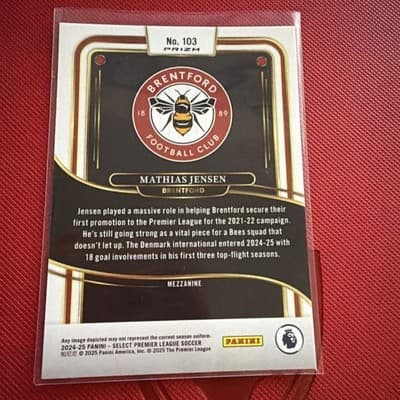 No. 103
PRIZM
BRENTFORD
18 89
FOOTBALL CLUB
MATHIAS JENSEN
BRENTFORD
Jensen played a massive role in helping Brentford secure their
first promotion to the Premier League for the 2021-22 campaign.
He's still going strong as a vital piece for a Bees squad that
doesn't let up. The Denmark international entered 2024-25 with
18 goal involvements in his first three top-flight seasons.
MEZZANINE
Any image depicted may not represent the current season uniform.
2024-25 PANINI – SELECT PREMIER LEAGUE SOCCER
© 2025 Panini America, Inc. © 2025 The Premier League
PANINI